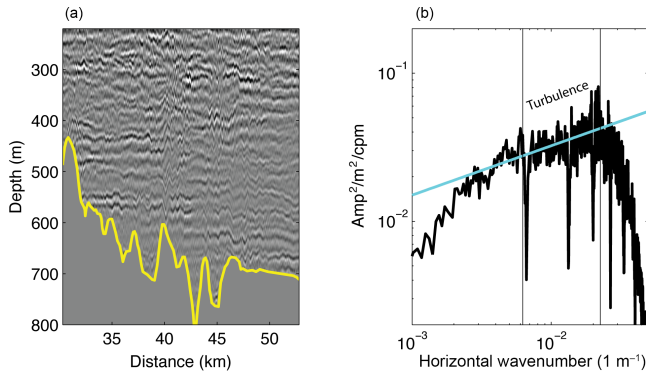 (a)
300
400
500
600
700
800
Depth (m)
35
40
45
50
Distance (km)
(b)
Turbulence
10⁻¹
10⁻²
Amp²/m²/cpm
10⁻³
10⁻²
Horizontal wavenumber (1 m⁻¹)